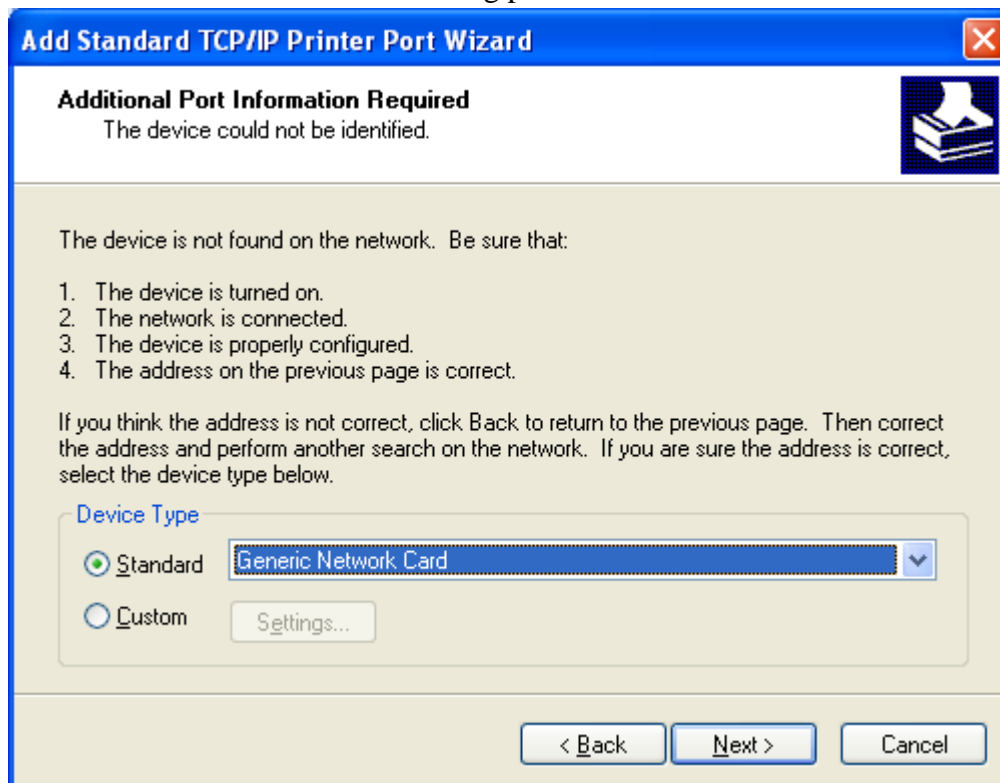 Add Standard TCP/IP Printer Port Wizard
Additional Port Information Required
The device could not be identified.
The device is not found on the network. Be sure that:
1. The device is turned on.
2. The network is connected.
3. The device is properly configured.
4. The address on the previous page is correct.
If you think the address is not correct, click Back to return to the previous page. Then correct
the address and perform another search on the network. If you are sure the address is correct,
select the device type below.
Device Type
Standard Generic Network Card
Custom Settings...
< Back Next > Cancel